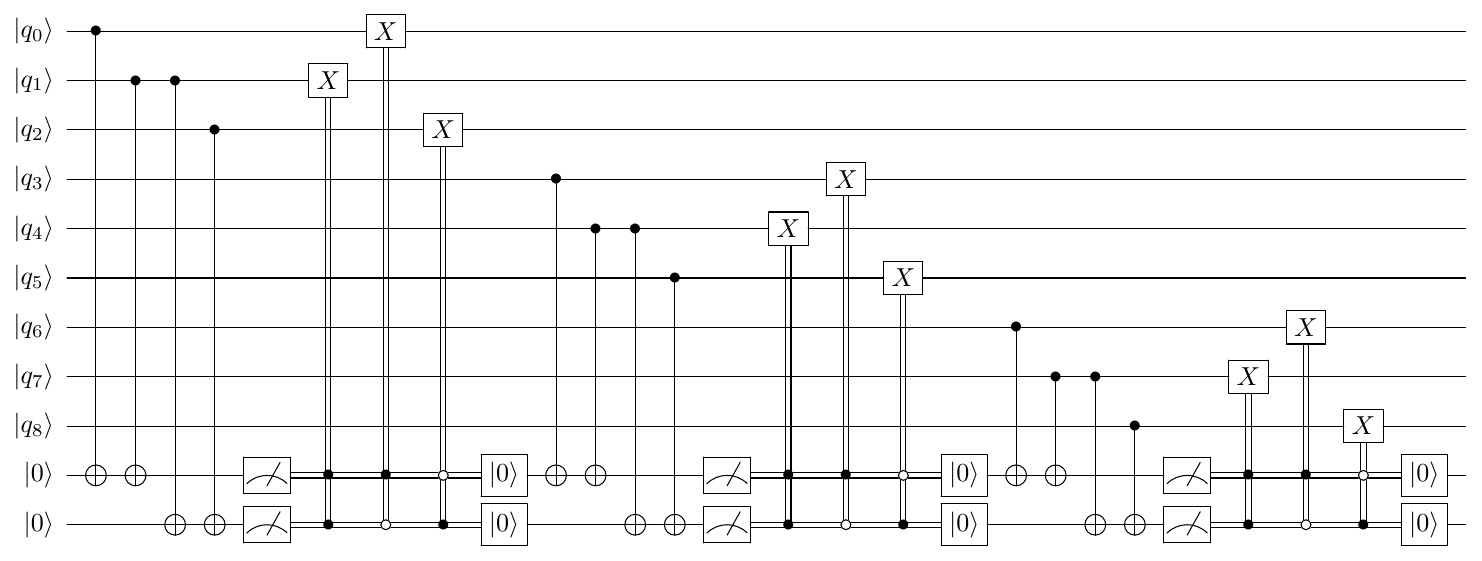 |q₀⟩ X
|q₁⟩ X
|q₂⟩ X
|q₃⟩ X
|q₄⟩ X
|q₅⟩ X
|q₆⟩ X
|q₇⟩ X
|q₈⟩ X
|0⟩ |0⟩ |0⟩ |0⟩
|0⟩ |0⟩ |0⟩ |0⟩